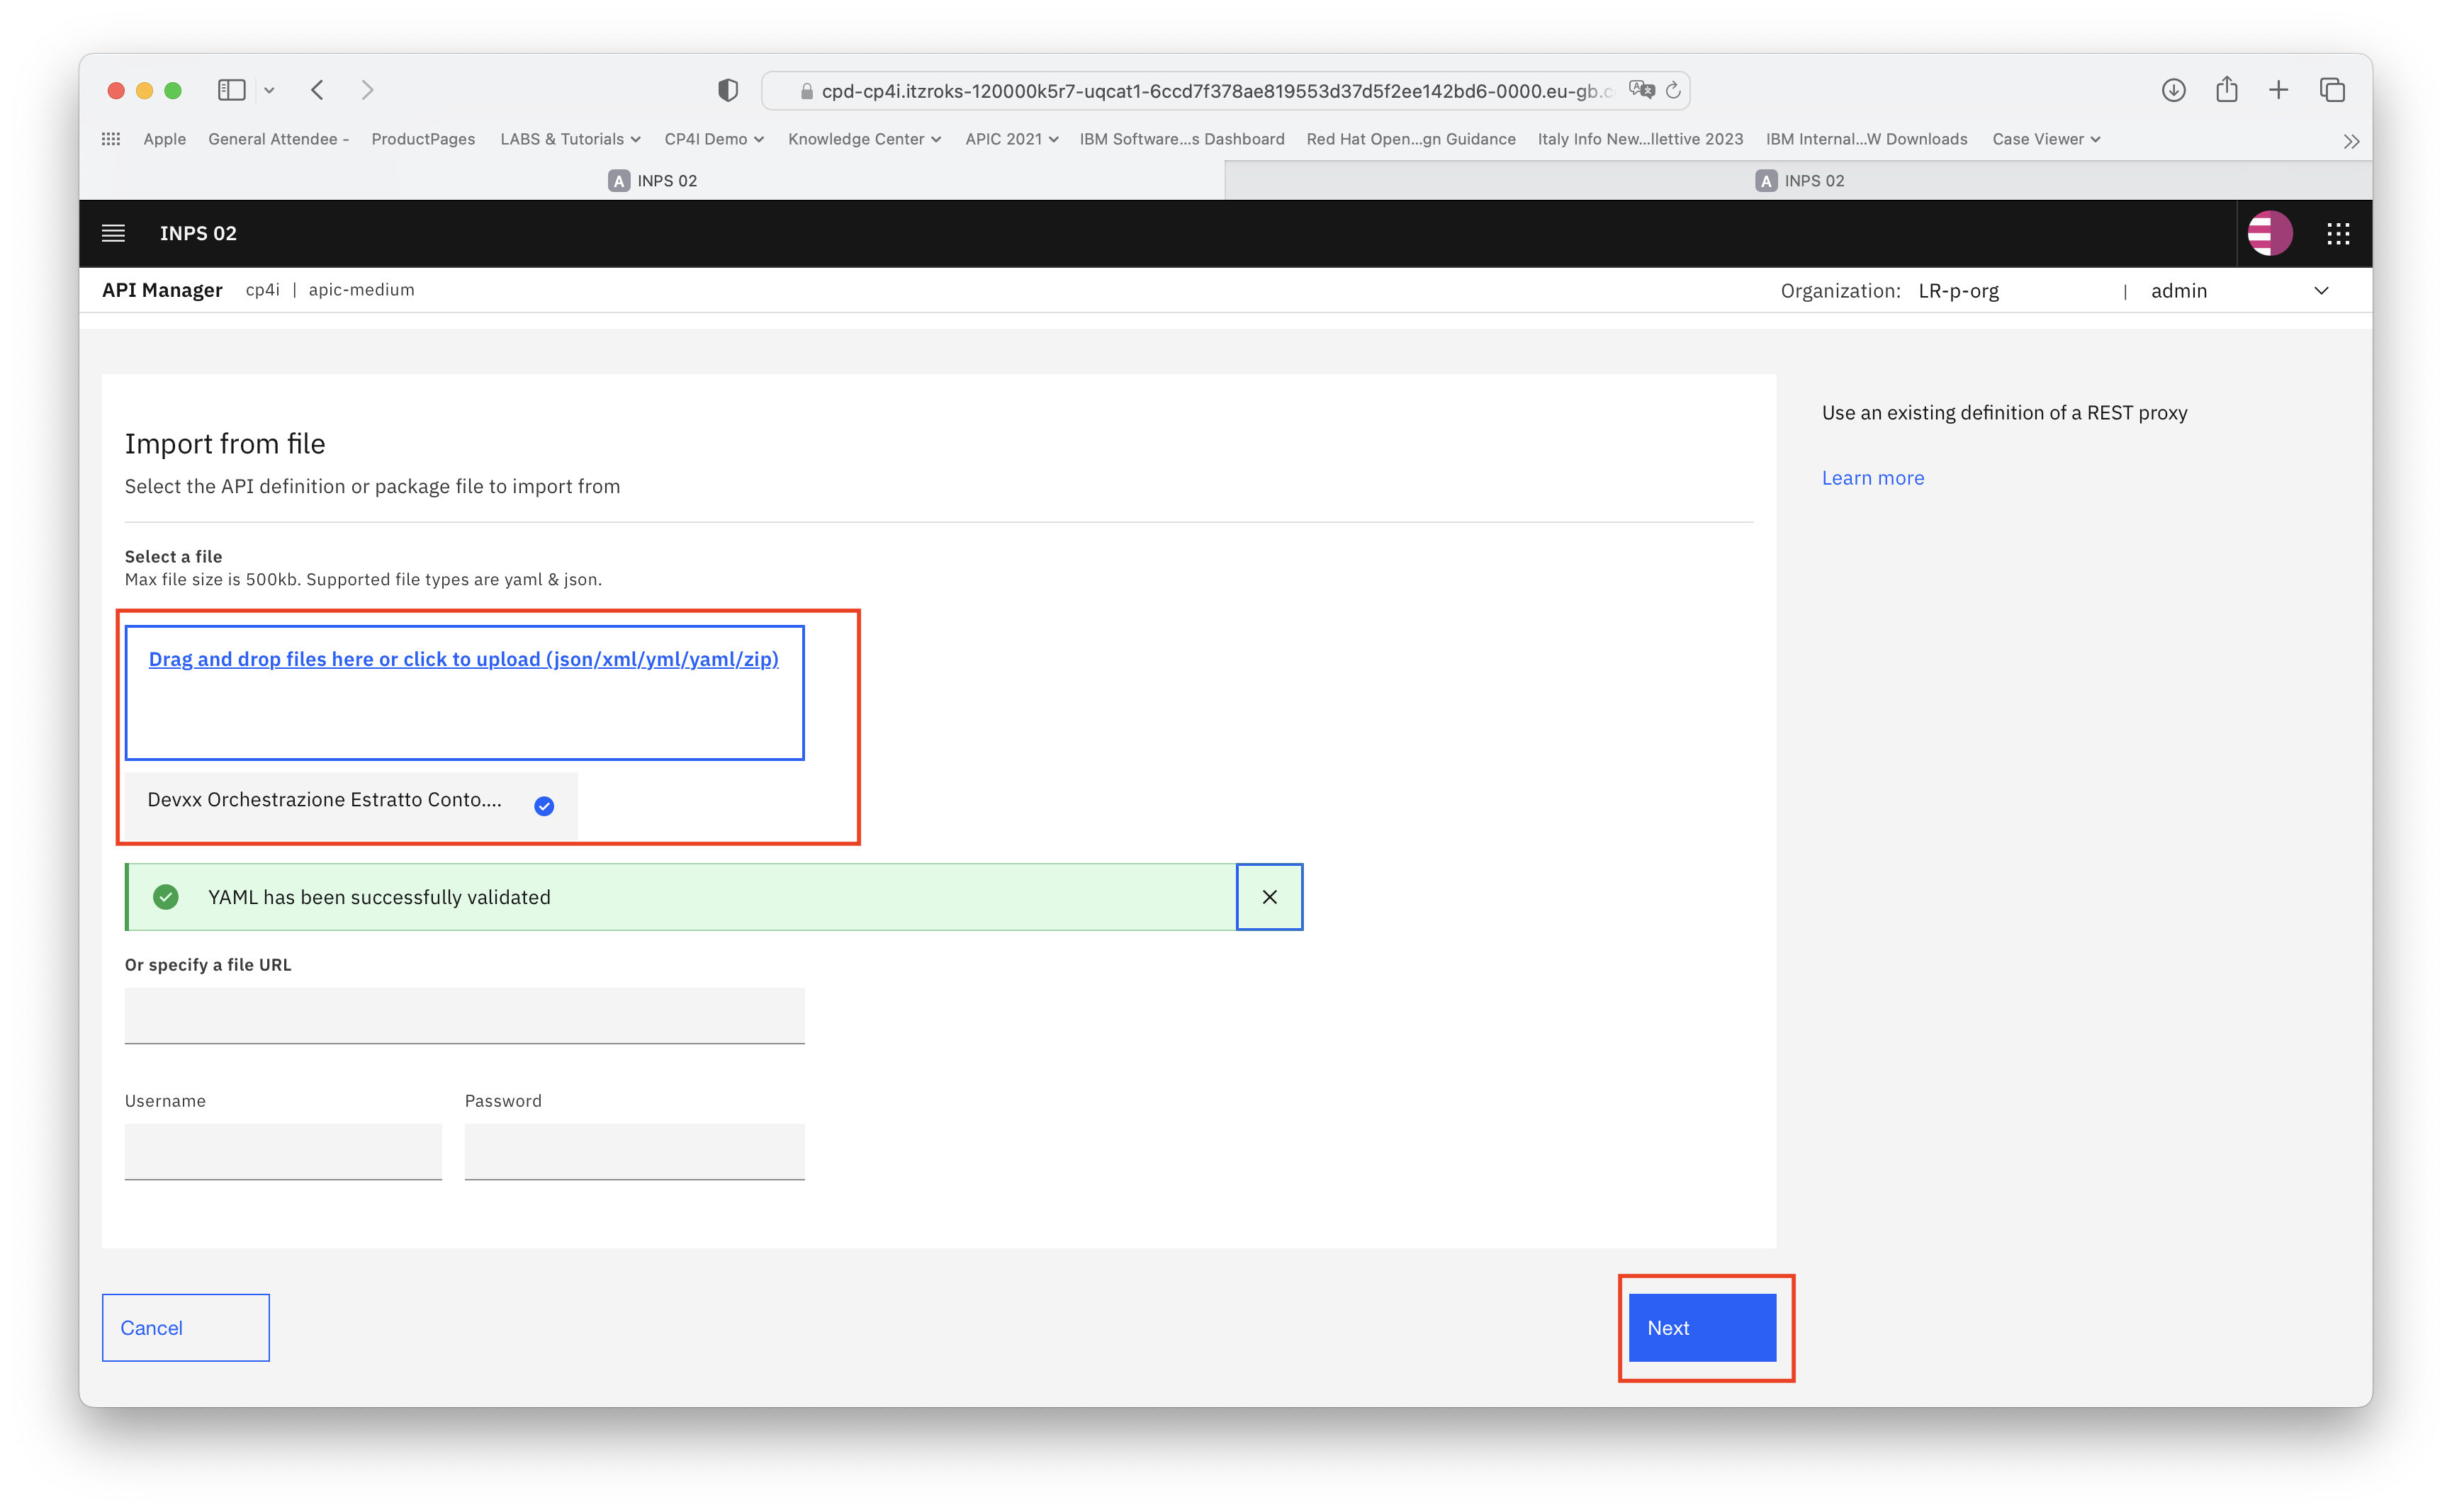 cpd-cp4i.itzroks-120000k5r7-uqcat1-6ccd7f378ae819553d37d5f2ee142bd6-0000.eu-gb.c
Apple General Attendee - ProductPages LABS & Tutorials CP4I Demo Knowledge Center APIC 2021 IBM Software...s Dashboard Red Hat Open...gn Guidance Italy Info New...llettive 2023 IBM Internal...W Downloads Case Viewer
A INPS 02 A INPS 02
INPS 02
API Manager cp4i | apic-medium Organization: LR-p-org | admin
Use an existing definition of a REST proxy
Import from file
Learn more
Select the API definition or package file to import from
Select a file
Max file size is 500kb. Supported file types are yaml & json.
Drag and drop files here or click to upload (json/xml/yml/yaml/zip)
Devxx Orchestrazione Estratto Conto....
YAML has been successfully validated
Or specify a file URL
Username Password
Cancel Next